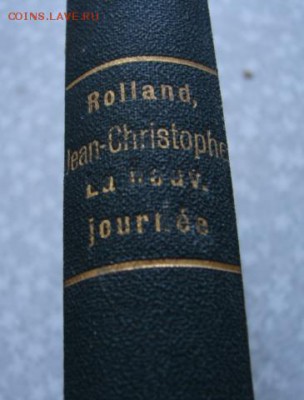 COINS.LAVE.RU
Rolland,
Jean-Christophe
La nouv.
journée